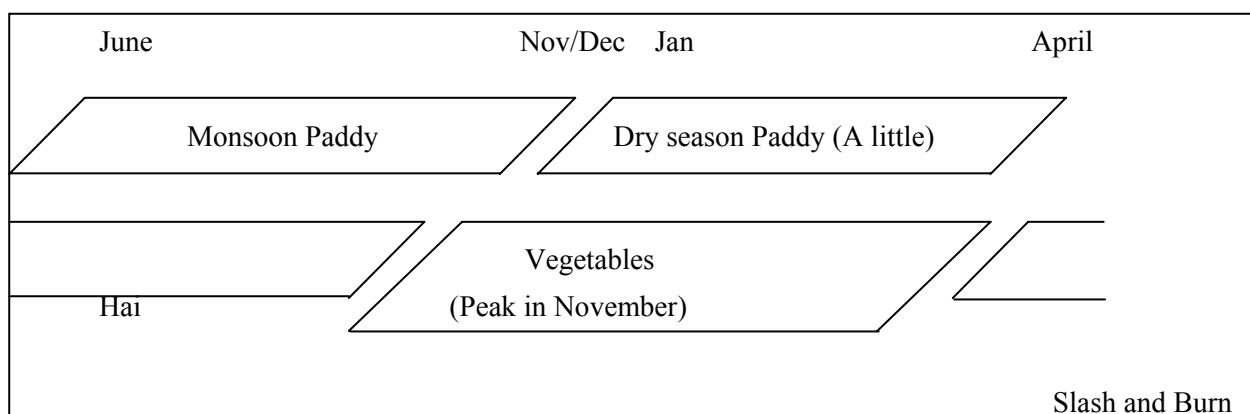 June Nov/Dec Jan April
Monsoon Paddy Dry season Paddy (A little)
Vegetables
Hai (Peak in November)
Slash and Burn